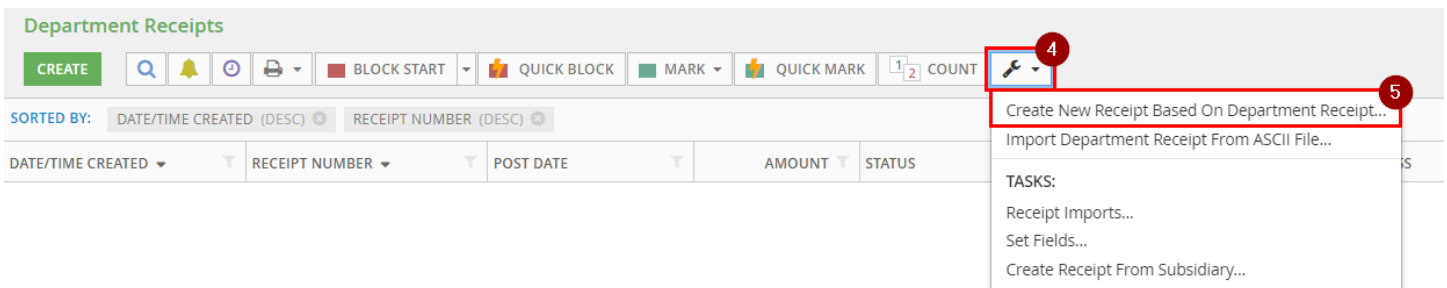 Department Receipts
4
CREATE BLOCK START QUICK BLOCK MARK QUICK MARK 1 2 COUNT
5
SORTED BY: DATE/TIME CREATED (DESC) RECEIPT NUMBER (DESC)
Create New Receipt Based On Department Receipt...
Import Department Receipt From ASCII File...
DATE/TIME CREATED RECEIPT NUMBER POST DATE AMOUNT STATUS
TASKS:
Receipt Imports...
Set Fields...
Create Receipt From Subsidiary...